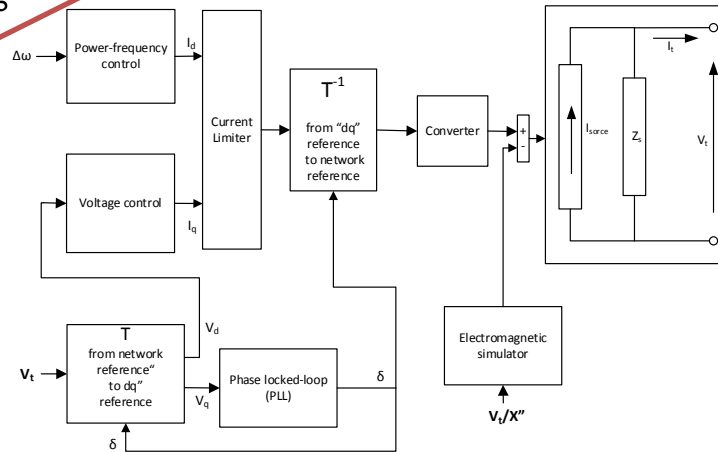 Δω
Power-frequency
control
I_d
Current
Limiter
T^-1
from "dq"
reference
to network
reference
Converter
+
-
I_sorce
Z_s
I_t
V_t
Voltage control
I_q
V_d
V_t
T
from network
reference“
to dq”
reference
V_q
Phase locked-loop
(PLL)
δ
δ
Electromagnetic
simulator
V_t/X”